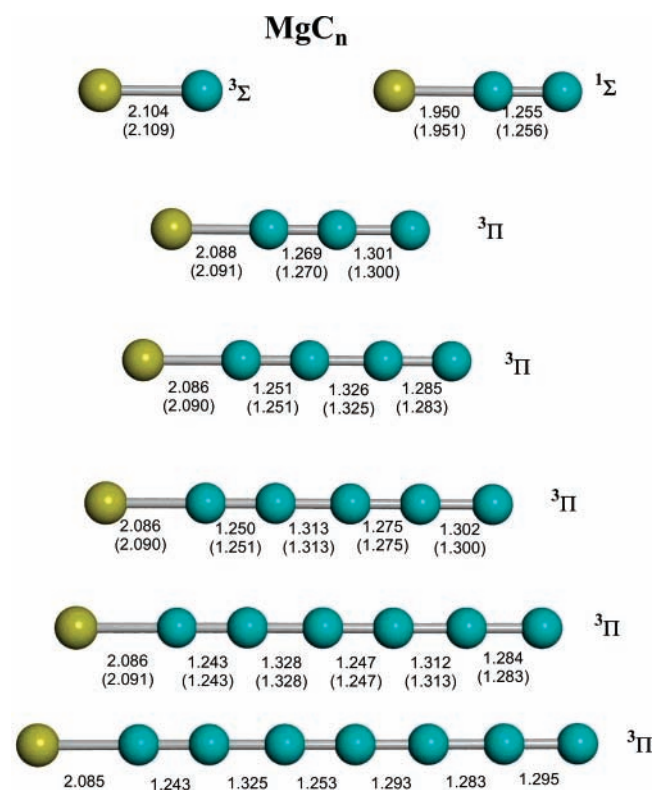 MgCₙ
³Σ
2.104
(2.109)
¹Σ
1.950 1.255
(1.951) (1.256)
³Π
2.088 1.269 1.301
(2.091) (1.270) (1.300)
³Π
2.086 1.251 1.326 1.285
(2.090) (1.251) (1.325) (1.283)
³Π
2.086 1.250 1.313 1.275 1.302
(2.090) (1.251) (1.313) (1.275) (1.300)
³Π
2.086 1.243 1.328 1.247 1.312 1.284
(2.091) (1.243) (1.328) (1.247) (1.313) (1.283)
³Π
2.085 1.243 1.325 1.253 1.293 1.283 1.295